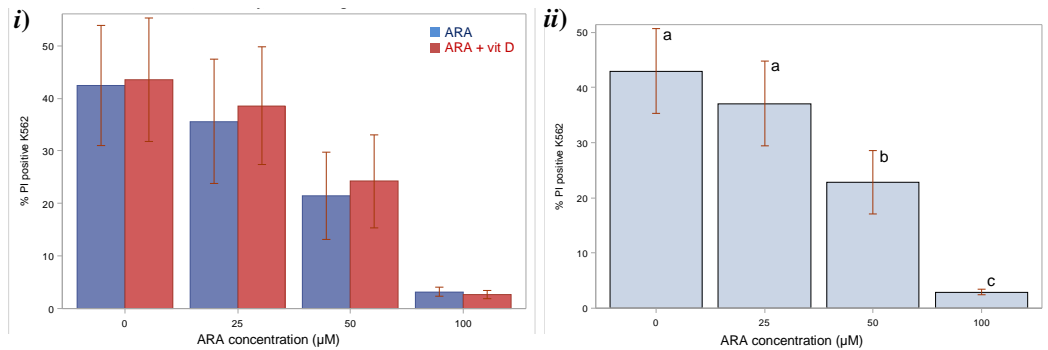 i)
ARA
ARA + vit D
% PI positive K562
50
40
30
20
10
0
0 25 50 100
ARA concentration (µM)
ii)
% PI positive K562
50
40
30
20
10
0
a
a
b
c
0 25 50 100
ARA concentration (µM)